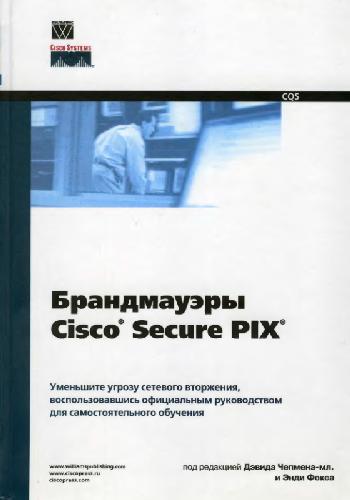 CISCO SYSTEMS
CQS
Брандмауэры
Cisco® Secure PIX®
Уменьшите угрозу сетевого вторжения,
воспользовавшись официальным руководством
для самостоятельного обучения
www.williamspublishing.com
www.ciscopress.ru
ciscopress.com
под редакцией Дэвида Чепмена-мл.
и Энди Фокса